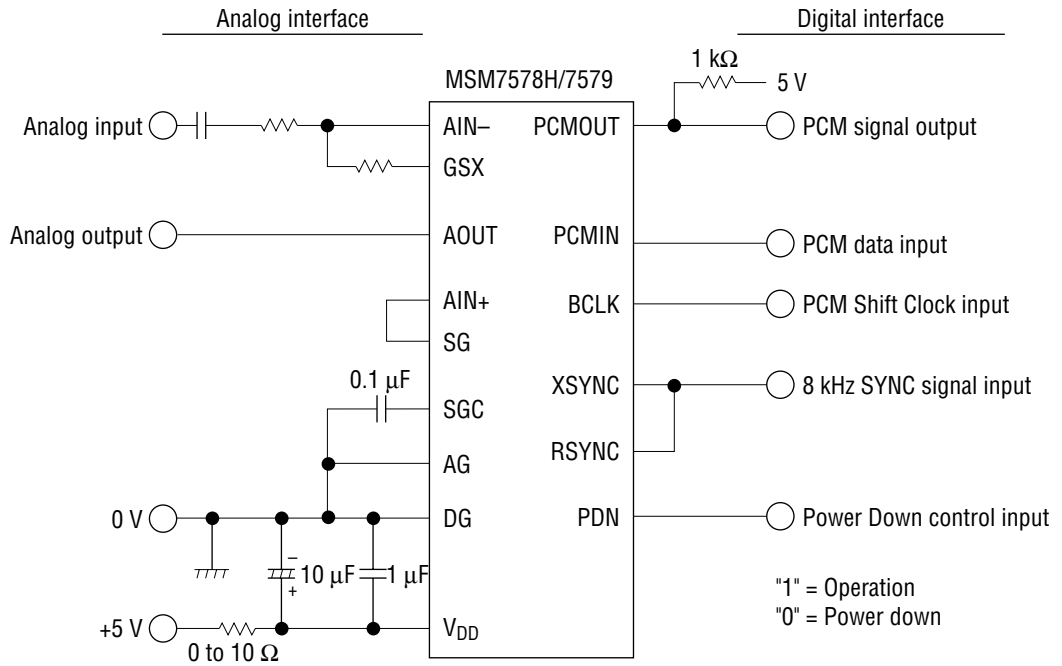 Analog interface
Digital interface
MSM7578H/7579
1 kΩ
5 V
Analog input
AIN–
PCMOUT
PCM signal output
GSX
Analog output
AOUT
PCMIN
PCM data input
AIN+
BCLK
PCM Shift Clock input
SG
0.1 μF
SGC
XSYNC
8 kHz SYNC signal input
AG
RSYNC
0 V
DG
PDN
Power Down control input
–
10 μF
1 μF
+
"1" = Operation
"0" = Power down
+5 V
0 to 10 Ω
VDD